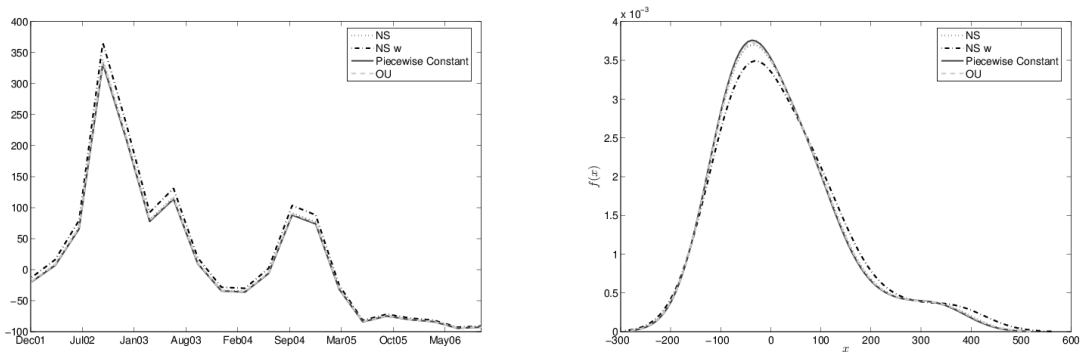 400
350
300
250
200
150
100
50
0
−50
−100
Dec01 Jul02 Jan03 Aug03 Feb04 Sep04 Mar05 Oct05 May06
NS
NS w
Piecewise Constant
OU
x 10⁻³
4
3.5
3
2.5
2
1.5
1
0.5
0
f(x)
−300 −200 −100 0 100 200 300 400 500 600
x
NS
NS w
Piecewise Constant
OU